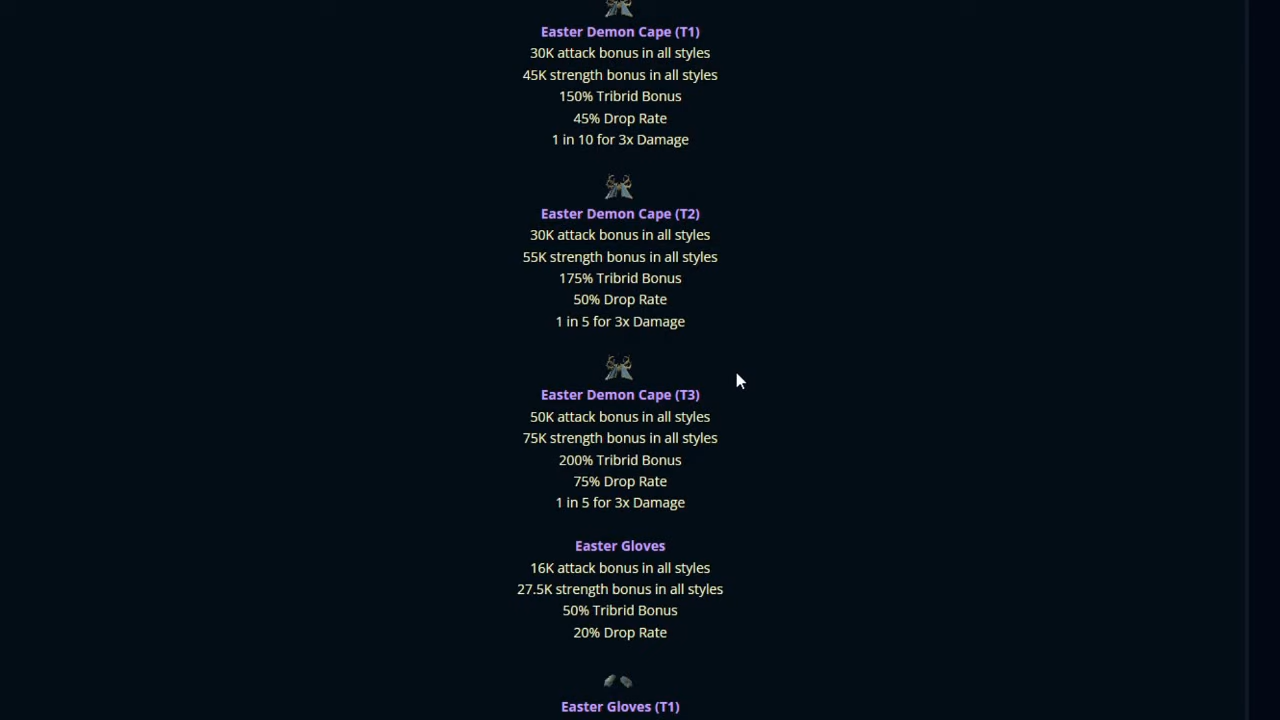 Easter Demon Cape (T1)
30K attack bonus in all styles
45K strength bonus in all styles
150% Tribrid Bonus
45% Drop Rate
1 in 10 for 3x Damage
Easter Demon Cape (T2)
30K attack bonus in all styles
55K strength bonus in all styles
175% Tribrid Bonus
50% Drop Rate
1 in 5 for 3x Damage
Easter Demon Cape (T3)
50K attack bonus in all styles
75K strength bonus in all styles
200% Tribrid Bonus
75% Drop Rate
1 in 5 for 3x Damage
Easter Gloves
16K attack bonus in all styles
27.5K strength bonus in all styles
50% Tribrid Bonus
20% Drop Rate
Easter Gloves (T1)